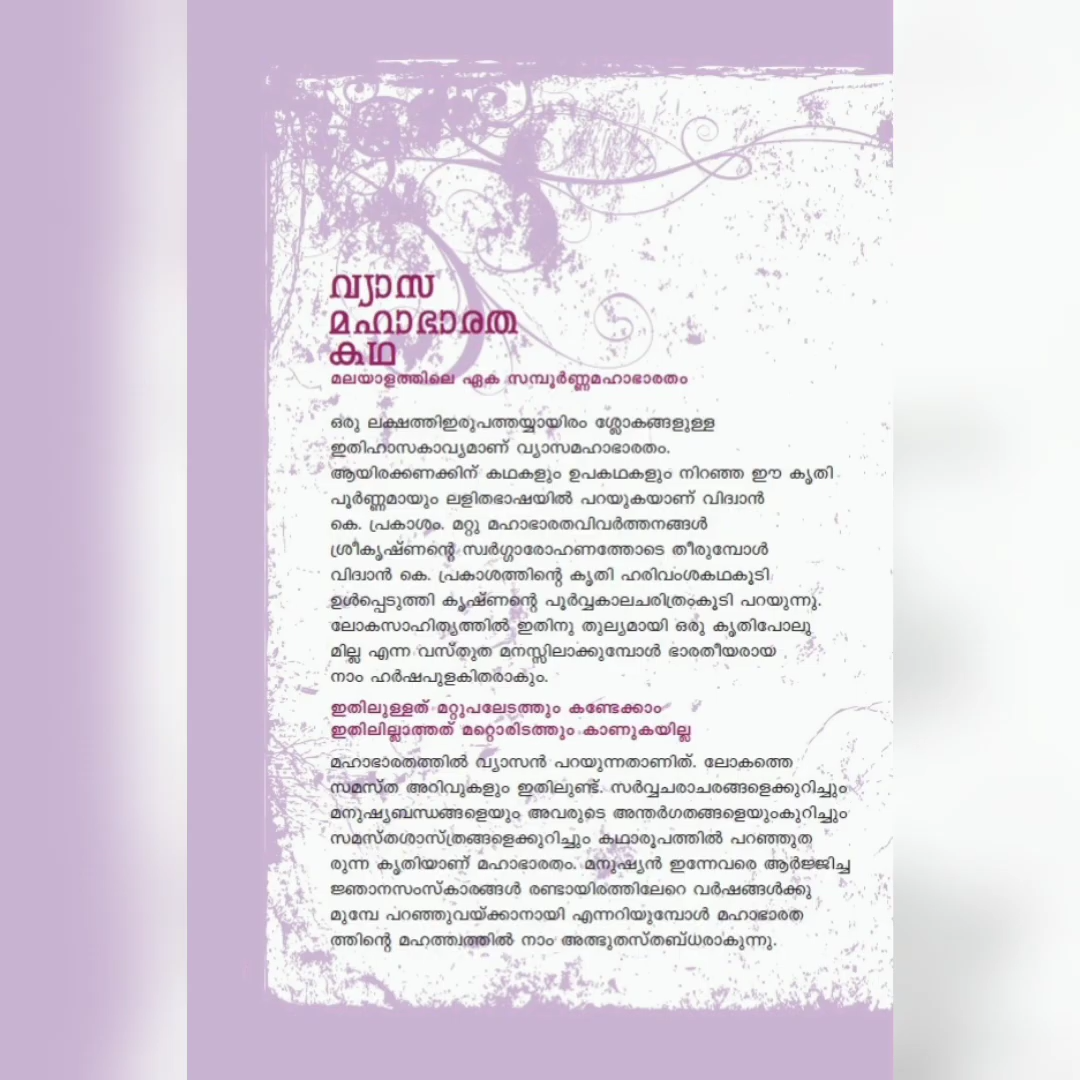 വ്യാസ
മഹാഭാരത
കഥ
മലയാളത്തിലെ ഏക സമ്പൂർണ്ണമഹാഭാരതം
ഒരു ലക്ഷത്തിഇരുപത്തയ്യായിരം ശ്ലോകങ്ങളുള്ള
ഇതിഹാസകാവ്യമാണ് വ്യാസമഹാഭാരതം.
ആയിരക്കണക്കിന് കഥകളും ഉപകഥകളും നിറഞ്ഞ ഈ കൃതി
പൂർണ്ണമായും ലളിതഭാഷയിൽ പറയുകയാണ് വിദ്വാൻ
കെ. പ്രകാശം. മറ്റു മഹാഭാരതവിവർത്തനങ്ങൾ
ശ്രീകൃഷ്ണന്റെ സ്വർഗ്ഗാരോഹണത്തോടെ തീരുമ്പോൾ
വിദ്വാൻ കെ. പ്രകാശത്തിന്റെ കൃതി ഹരിവംശകഥകൂടി
ഉൾപ്പെടുത്തി കൃഷ്ണന്റെ പൂർവ്വകാലചരിത്രംകൂടി പറയുന്നു.
ലോകസാഹിത്യത്തിൽ ഇതിനു തുല്യമായി ഒരു കൃതിപോലു
മില്ല എന്ന വസ്തുത മനസ്സിലാക്കുമ്പോൾ ഭാരതീയരായ
നാം ഹർഷപുളകിതരാകും.
ഇതിലുള്ളത് മറ്റുപലേടത്തും കണ്ടേക്കാം
ഇതിലില്ലാത്തത് മറ്റൊരിടത്തും കാണുകയില്ല
മഹാഭാരതത്തിൽ വ്യാസൻ പറയുന്നതാണിത്. ലോകത്തെ
സമസ്ത അറിവുകളും ഇതിലുണ്ട്. സർവ്വചരാചരങ്ങളെക്കുറിച്ചും
മനുഷ്യബന്ധങ്ങളെയും അവരുടെ അന്തർഗതങ്ങളെയുംകുറിച്ചും
സമസ്തശാസ്ത്രങ്ങളെക്കുറിച്ചും കഥാരൂപത്തിൽ പറഞ്ഞുത
രുന്ന കൃതിയാണ് മഹാഭാരതം. മനുഷ്യൻ ഇന്നേവരെ ആർജ്ജിച്ച
ജ്ഞാനസംസ്കാരങ്ങൾ രണ്ടായിരത്തിലേറെ വർഷങ്ങൾക്കു
മുമ്പേ പറഞ്ഞുവയ്ക്കാനായി എന്നറിയുമ്പോൾ മഹാഭാരത
ത്തിന്റെ മഹത്ത്വത്തിൽ നാം അത്ഭുതസ്തബ്ധരാകുന്നു.